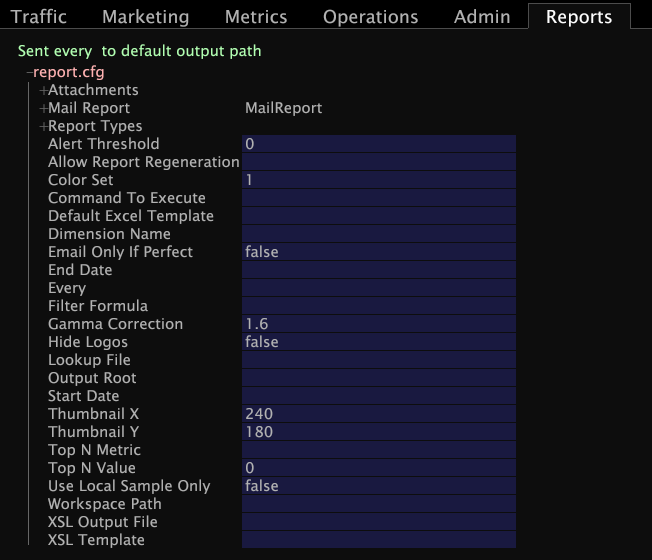 Traffic Marketing Metrics Operations Admin Reports
Sent every  to default output path
−report.cfg
+Attachments
+Mail Report MailReport
+Report Types
Alert Threshold 0
Allow Report Regeneration
Color Set 1
Command To Execute
Default Excel Template
Dimension Name
Email Only If Perfect false
End Date
Every
Filter Formula
Gamma Correction 1.6
Hide Logos false
Lookup File
Output Root
Start Date
Thumbnail X 240
Thumbnail Y 180
Top N Metric
Top N Value 0
Use Local Sample Only false
Workspace Path
XSL Output File
XSL Template